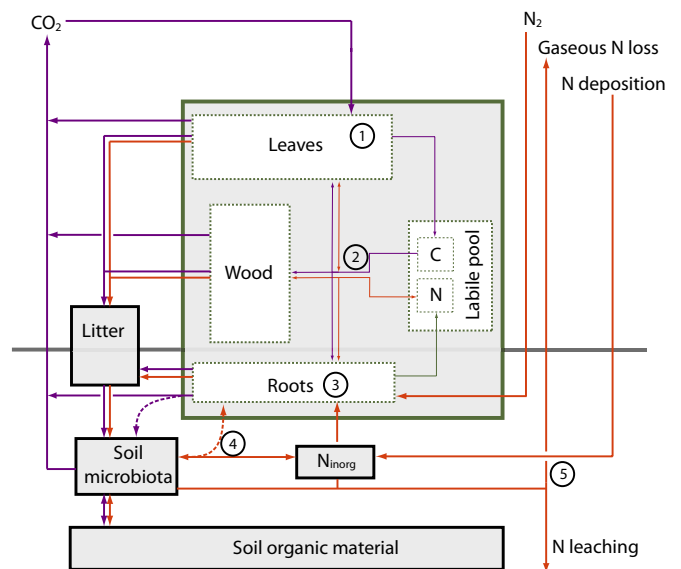 CO2
N2
Gaseous N loss
N deposition
1
Leaves
2
Wood
C
N
Labile pool
Litter
Roots
3
4
Soil
microbiota
Ninorg
5
Soil organic material
N leaching